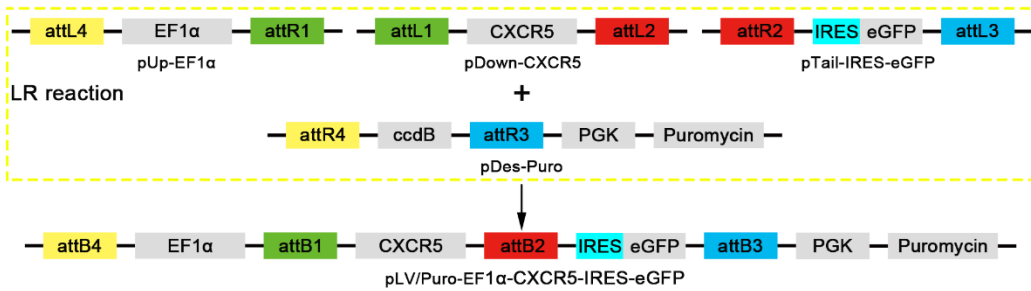 attL4 EF1α attR1 attL1 CXCR5 attL2 attR2 IRES eGFP attL3
pUp-EF1α pDown-CXCR5 pTail-IRES-eGFP
LR reaction +
attR4 ccdB attR3 PGK Puromycin
pDes-Puro
attB4 EF1α attB1 CXCR5 attB2 IRES eGFP attB3 PGK Puromycin
pLV/Puro-EF1α-CXCR5-IRES-eGFP